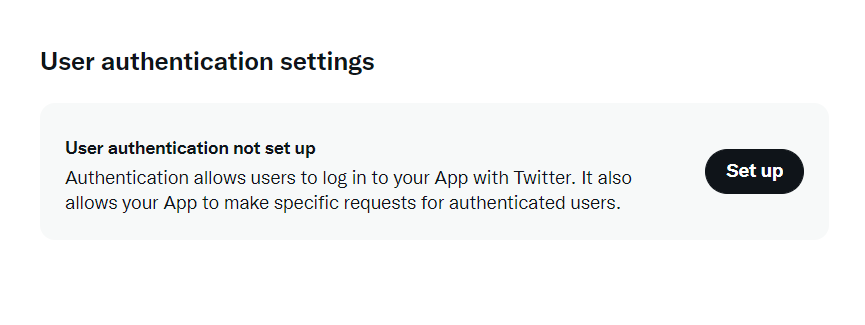 User authentication settings
User authentication not set up
Authentication allows users to log in to your App with Twitter. It also
allows your App to make specific requests for authenticated users.
Set up